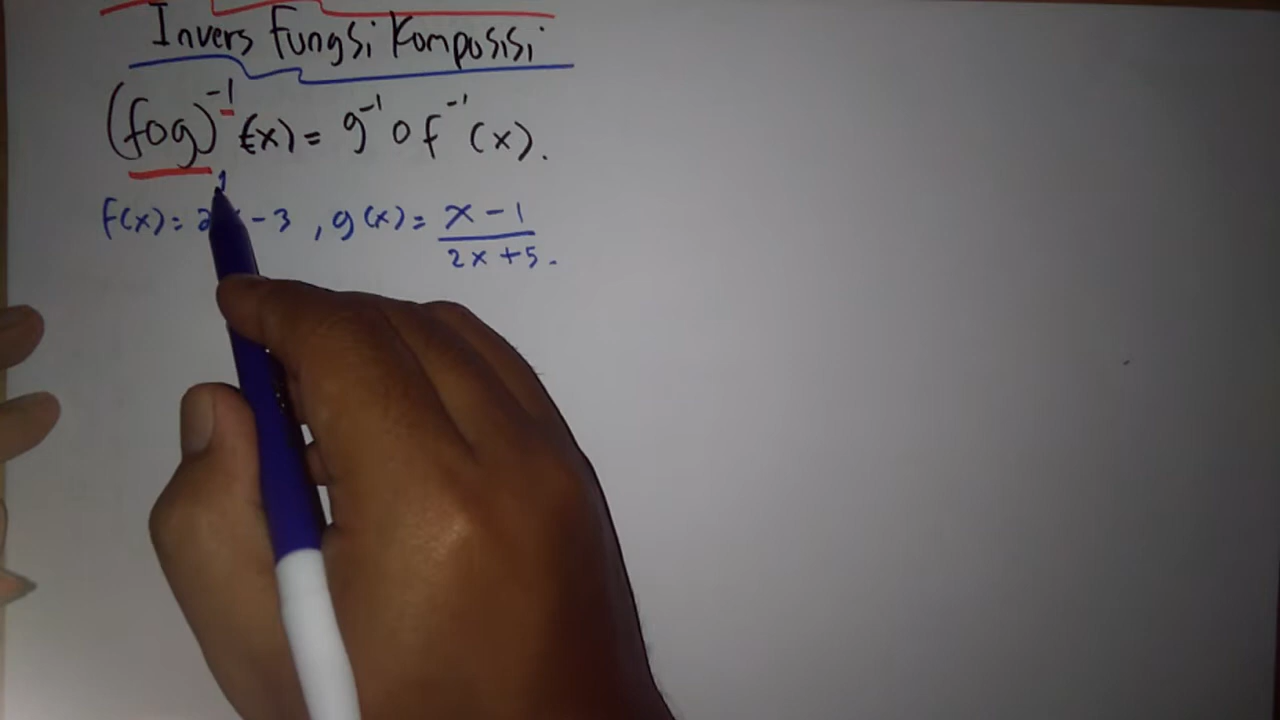 Invers Fungsi Komposisi
(fog)⁻¹(x) = g⁻¹ o f⁻¹ (x).
f(x) = 2 - 3 , g(x) = x - 1 / 2x + 5.